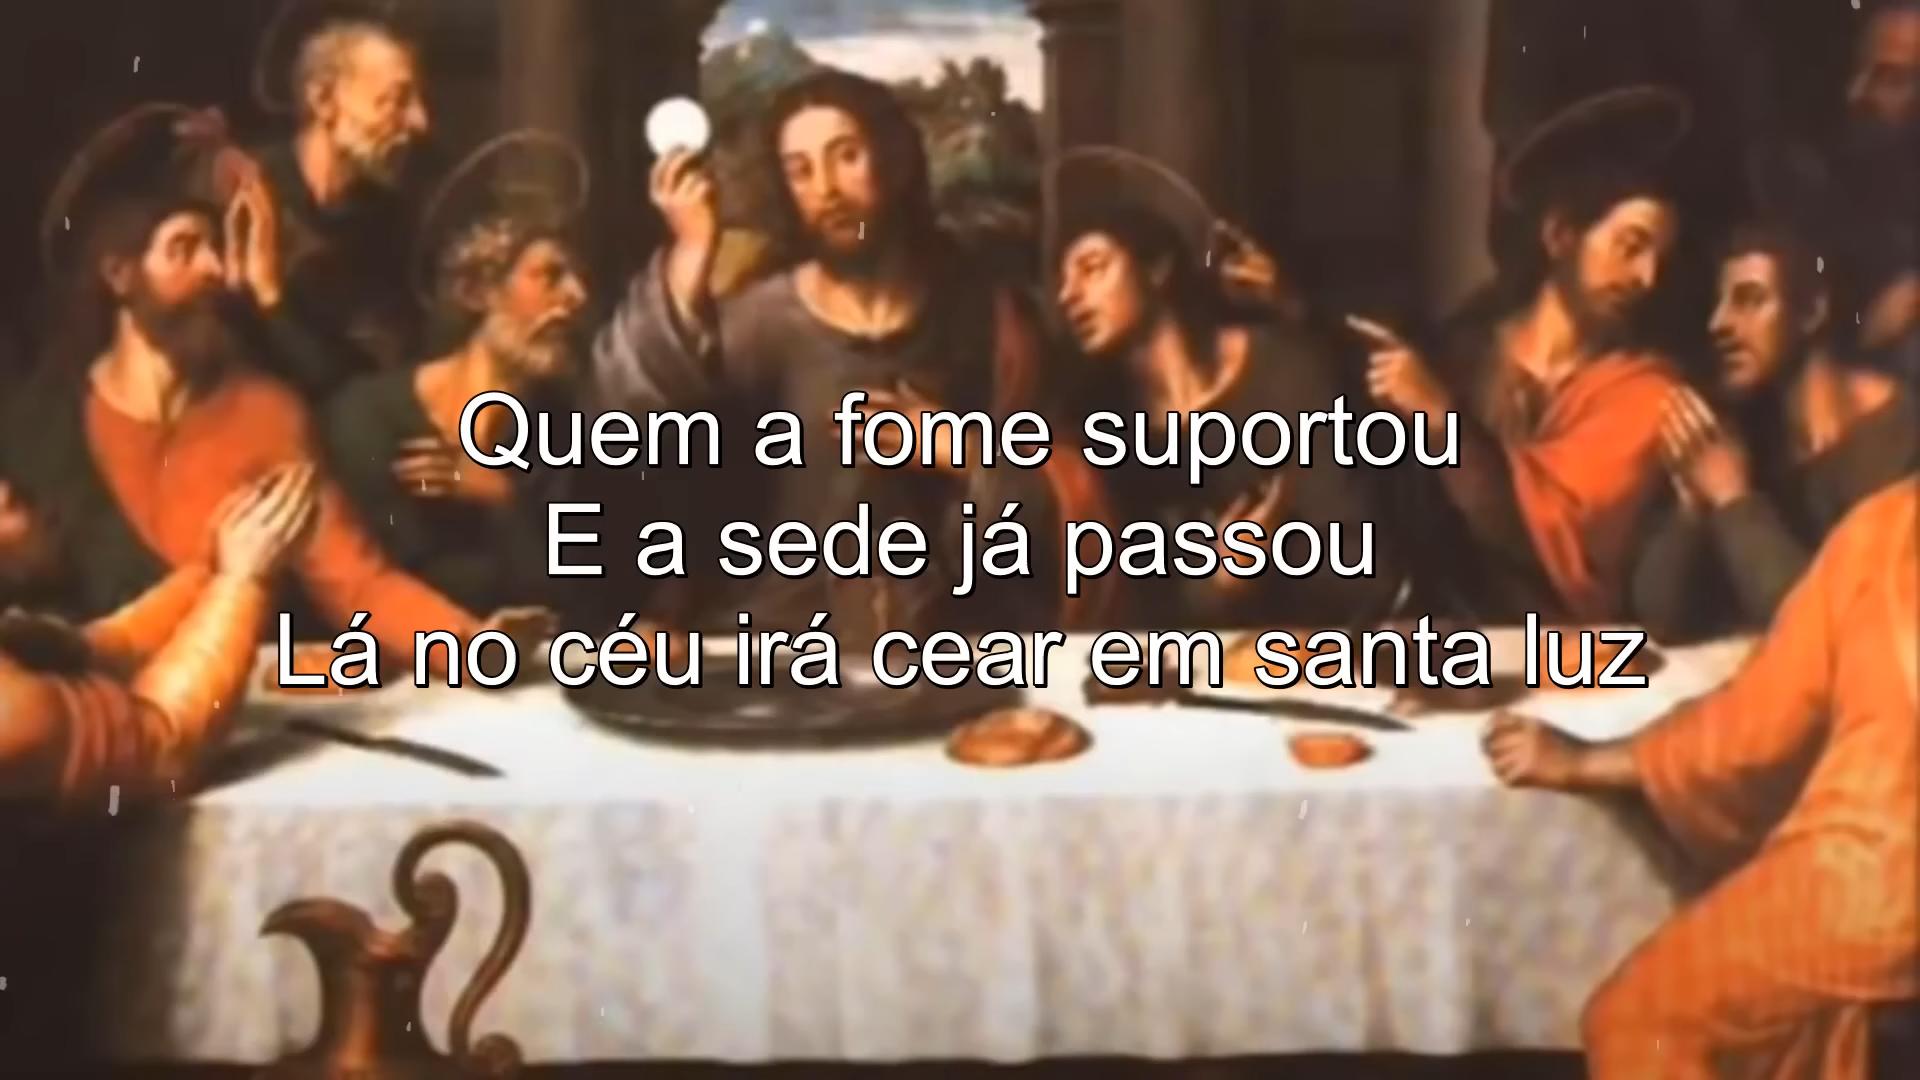 Quem a fome suportou
E a sede já passou
Lá no céu irá cear em santa luz